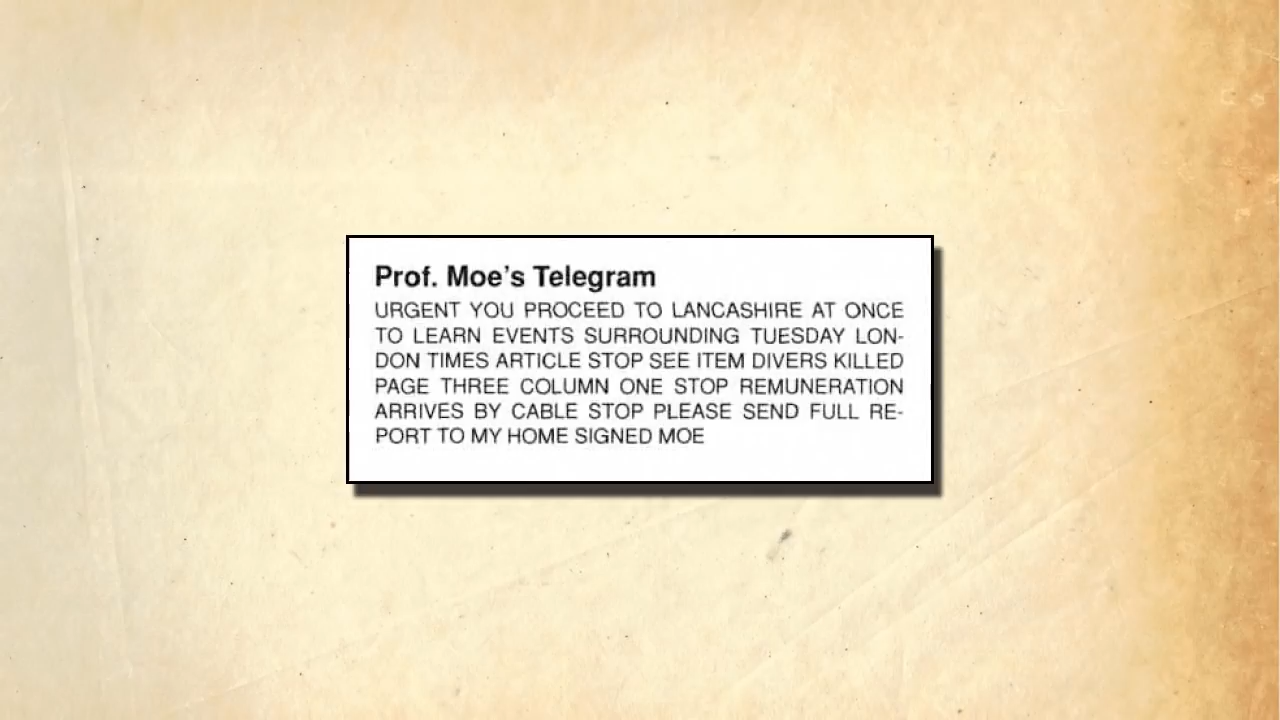 Prof. Moe's Telegram
URGENT YOU PROCEED TO LANCASHIRE AT ONCE
TO LEARN EVENTS SURROUNDING TUESDAY LON-
DON TIMES ARTICLE STOP SEE ITEM DIVERS KILLED
PAGE THREE COLUMN ONE STOP REMUNERATION
ARRIVES BY CABLE STOP PLEASE SEND FULL RE-
PORT TO MY HOME SIGNED MOE